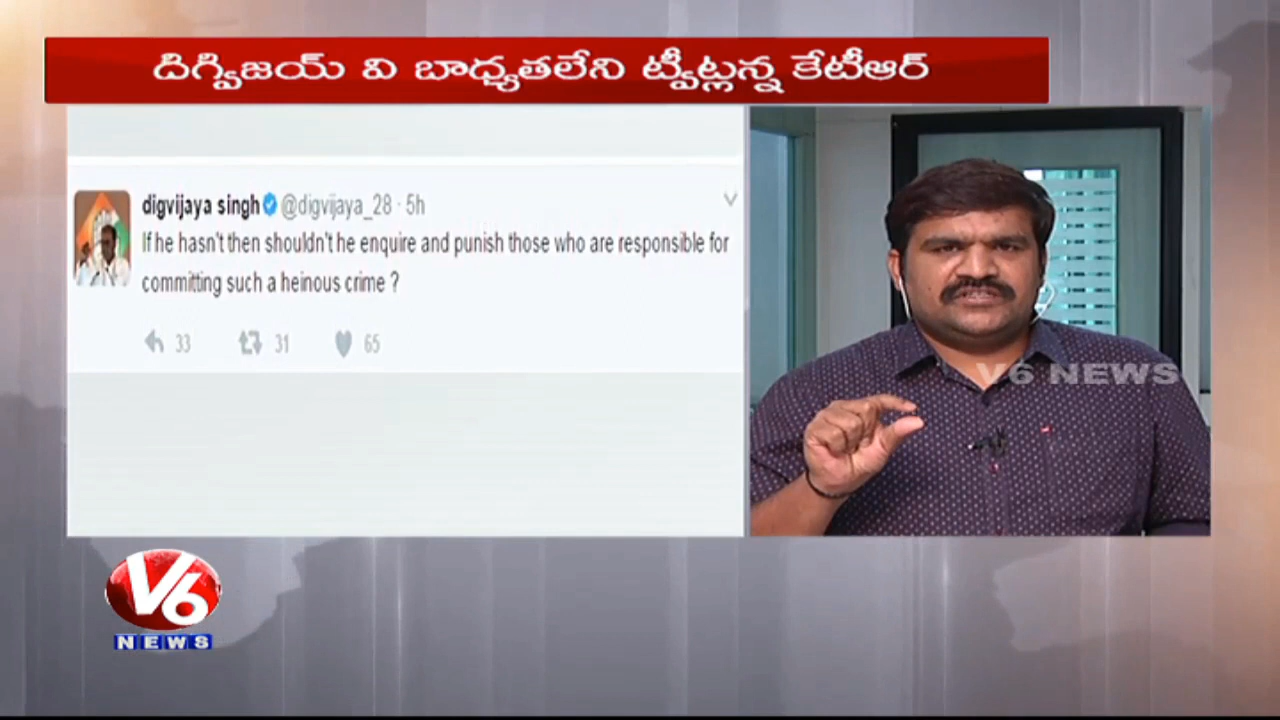 దిగ్విజయ్ వి బాధ్యతలేని ట్వీట్లన్న కేటీఆర్
digvijaya singh @digvijaya_28 · 5h
If he hasn't then shouldn't he enquire and punish those who are responsible for
committing such a heinous crime ?
33 31 65
V6 NEWS
V6
NEWS